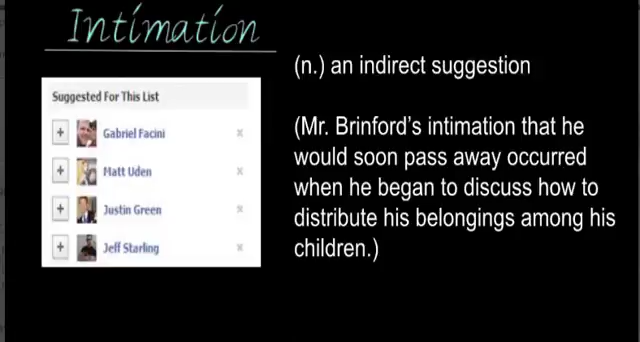 Intimation
Suggested For This List
+ Gabriel Facini x
+ Matt Uden x
+ Justin Green x
+ Jeff Starling x
(n.) an indirect suggestion
(Mr. Brinford’s intimation that he
would soon pass away occurred
when he began to discuss how to
distribute his belongings among his
children.)